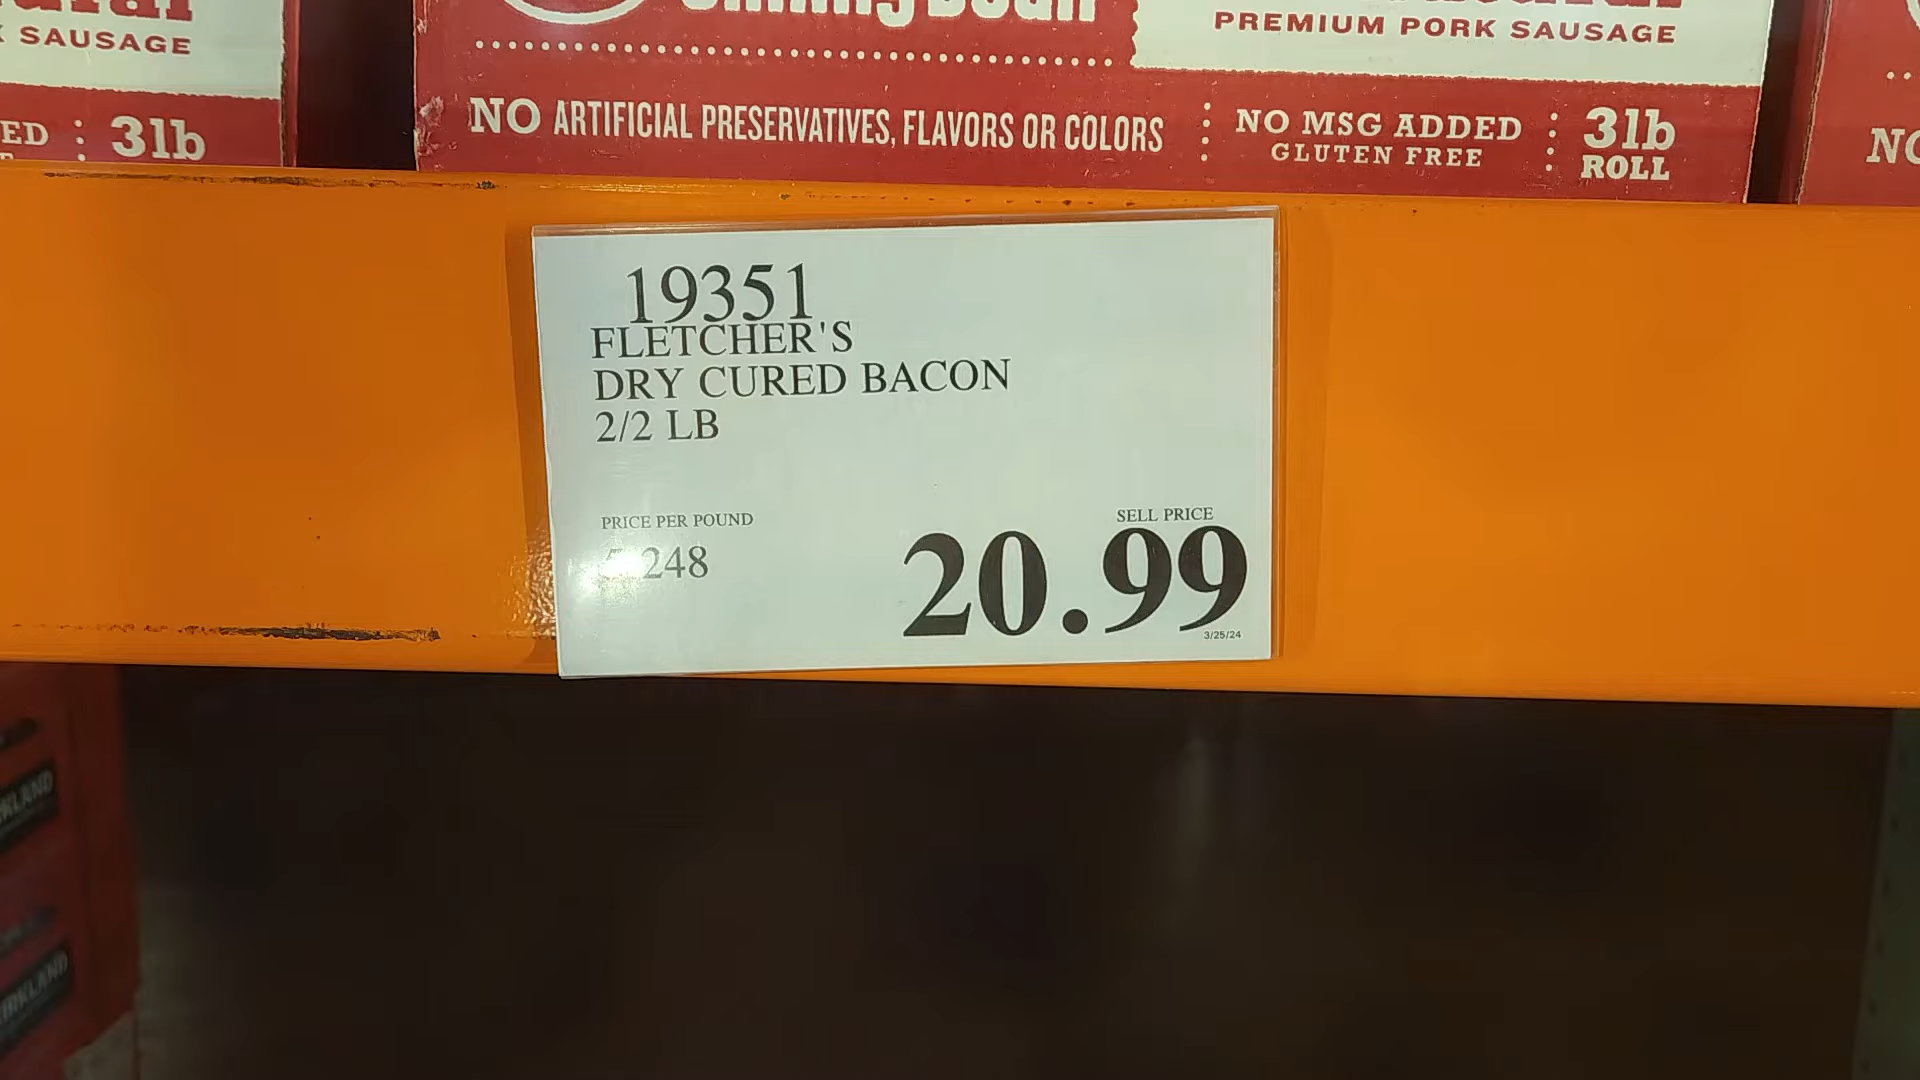 K SAUSAGE
3lb
PREMIUM PORK SAUSAGE
NO ARTIFICIAL PRESERVATIVES, FLAVORS OR COLORS
NO MSG ADDED
GLUTEN FREE
3lb
ROLL
19351
FLETCHER'S
DRY CURED BACON
2/2 LB
PRICE PER POUND
SELL PRICE
20.99
3/25/24